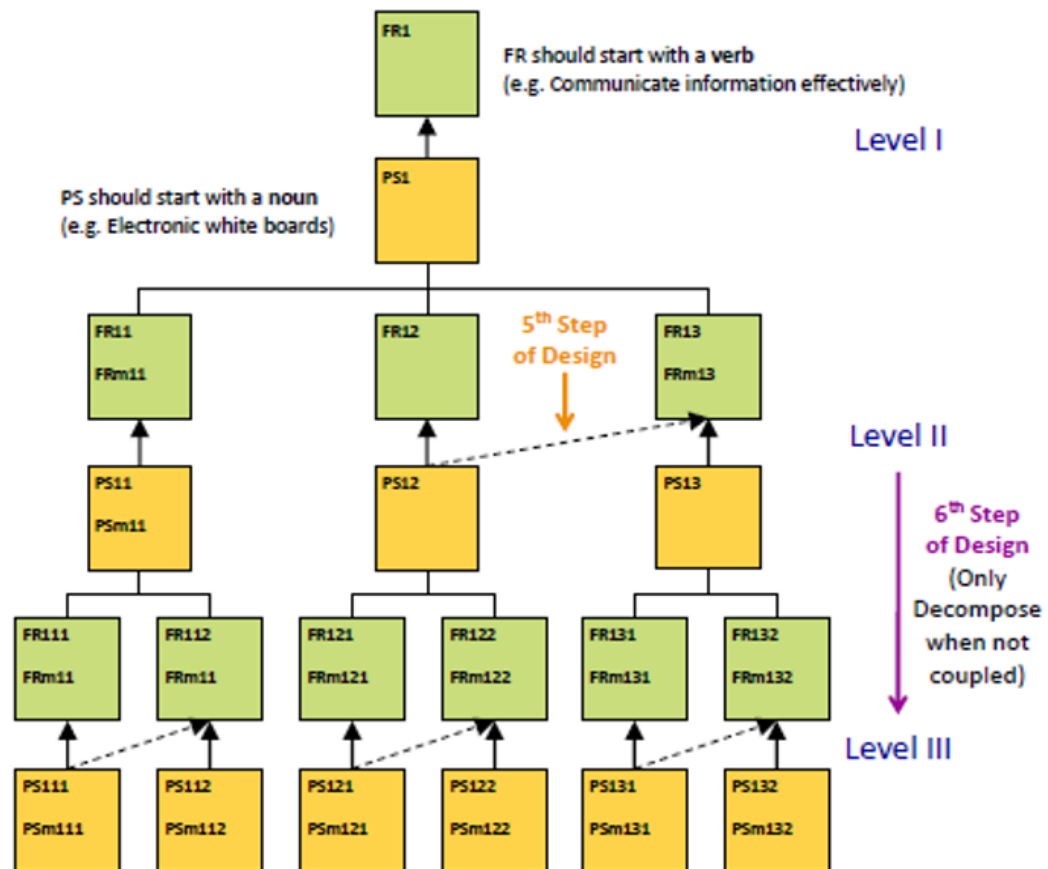 FR1
FR should start with a verb
(e.g. Communicate information effectively)
Level I
PS1
PS should start with a noun
(e.g. Electronic white boards)
FR11
FRm11
FR12
5th Step
of Design
FR13
FRm13
Level II
PS11
PSm11
PS12
PS13
6th Step
of Design
(Only
Decompose
when not
coupled)
FR111
FRm11
FR112
FRm11
FR121
FRm121
FR122
FRm122
FR131
FRm131
FR132
FRm132
Level III
PS111
PSm111
PS112
PSm112
PS121
PSm121
PS122
PSm122
PS131
PSm131
PS132
PSm132